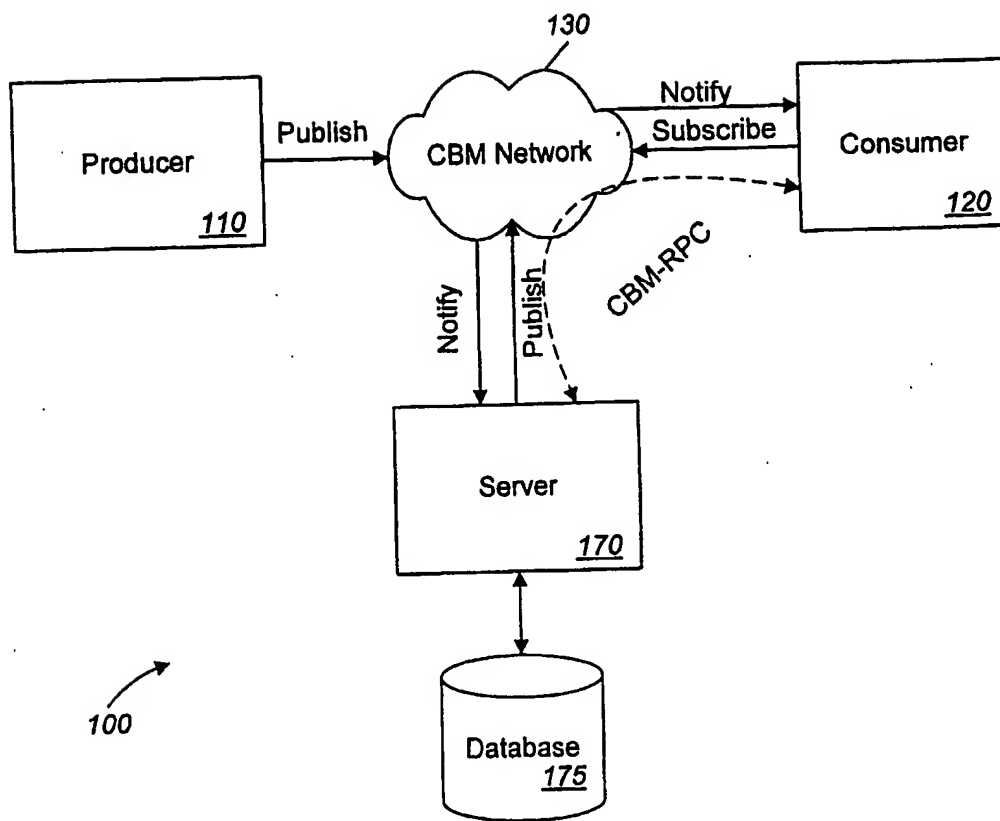 130
Producer
110
Publish
CBM Network
Notify
Subscribe
Consumer
120
CBM-RPC
Notify
Publish
Server
170
Database
175
100